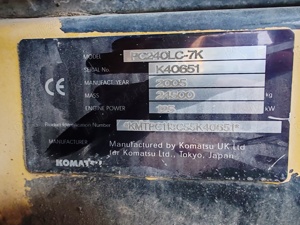 MODEL PC240LC-7K
SERIAL No K40651
MANUFACT. YEAR 2005
MASS kg
ENGINE POWER kW
Product Identification Number
Manufactured by Komatsu UK Ltd
for Komatsu Ltd., Tokyo, Japan
KOMATSU